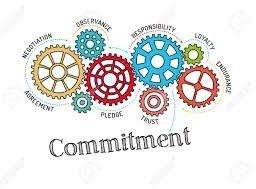 NEGOTIATION
OBSERVANCE
RESPONSIBILITY
LOYALTY
ENDURANCE
AGREEMENT
PLEDGE
TRUST
Commitment